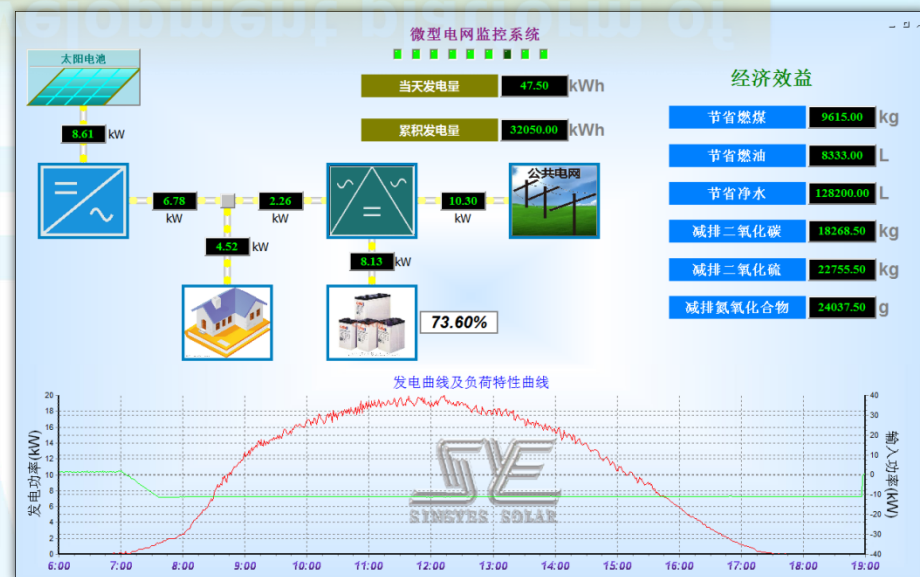 微型电网监控系统
太阳电池
当天发电量 47.50 kWh
累积发电量 32050.00 kWh
8.61 kW
6.78 kW
2.26 kW
10.30 kW
公共电网
4.52 kW
8.13 kW
73.60%
经济效益
节省燃煤 9615.00 kg
节省燃油 8333.00 L
节省净水 128200.00 L
减排二氧化碳 18268.50 kg
减排二氧化硫 22755.50 kg
减排氮氧化合物 24037.50 g
发电曲线及负荷特性曲线
发电功率(kW)
20
18
16
14
12
10
8
6
4
2
0
输入功率(KW)
40
30
20
10
0
-10
-20
-30
-40
SYE
SINGYES SOLAR
6:00 7:00 8:00 9:00 10:00 11:00 12:00 13:00 14:00 15:00 16:00 17:00 18:00 19:00